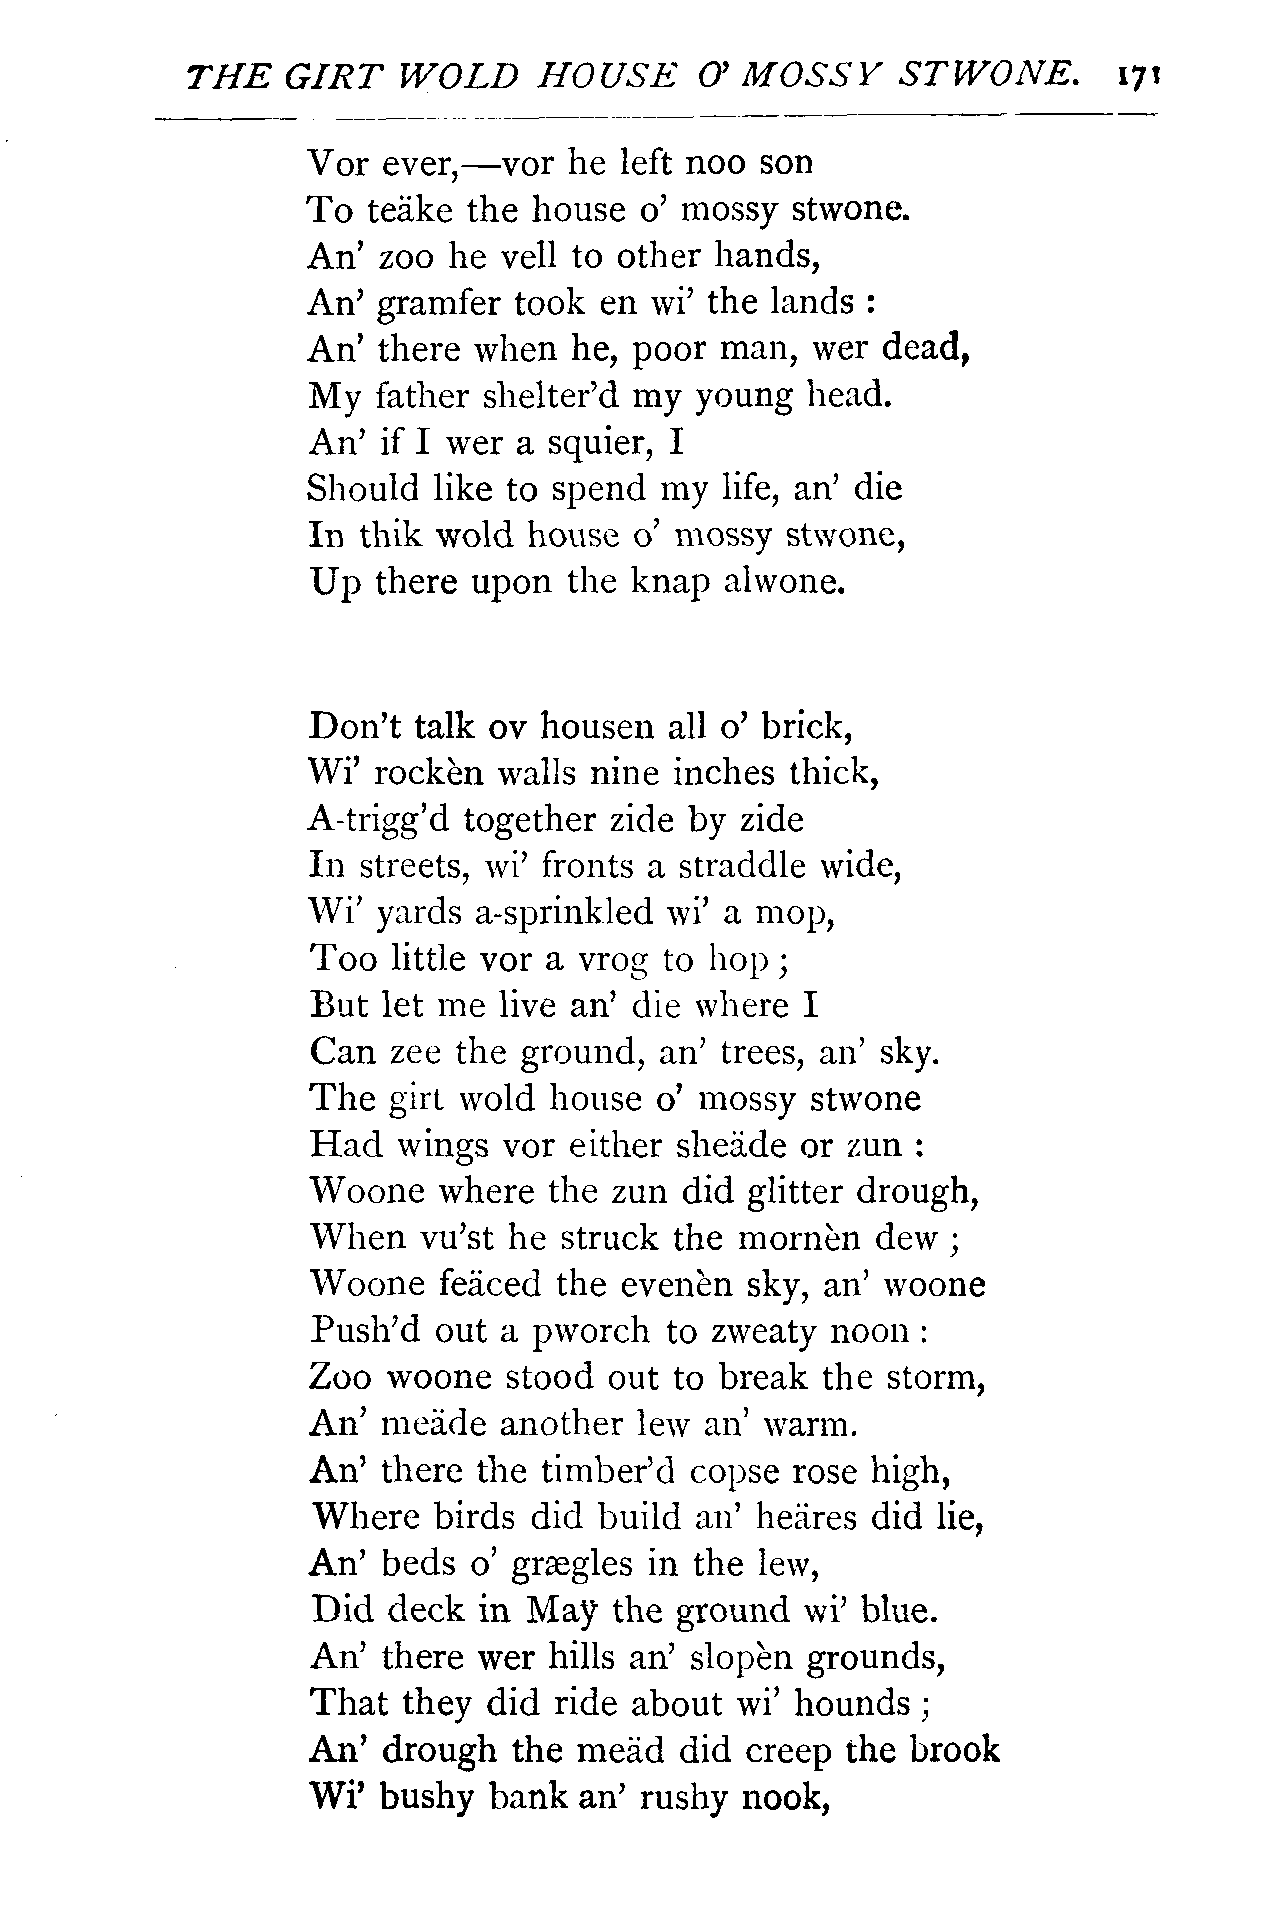 THE GIRT WOLD HOUSE O' MOSSY STWONE. 171
Vor ever,—vor he left noo son
To teäke the house o' mossy stwone.
An' zoo he vell to other hands,
An' gramfer took en wi' the lands :
An' there when he, poor man, wer dead,
My father shelter'd my young head.
An' if I wer a squier, I
Should like to spend my life, an' die
In thik wold house o' mossy stwone,
Up there upon the knap alwone.
Don't talk ov housen all o' brick,
Wi' rockèn walls nine inches thick,
A-trigg'd together zide by zide
In streets, wi' fronts a straddle wide,
Wi' yards a-sprinkled wi' a mop,
Too little vor a vrog to hop ;
But let me live an' die where I
Can zee the ground, an' trees, an' sky.
The girt wold house o' mossy stwone
Had wings vor either sheäde or zun :
Woone where the zun did glitter drough,
When vu'st he struck the mornèn dew ;
Woone feäced the evenèn sky, an' woone
Push'd out a pworch to zweaty noon :
Zoo woone stood out to break the storm,
An' meäde another lew an' warm.
An' there the timber'd copse rose high,
Where birds did build an' heäres did lie,
An' beds o' grægles in the lew,
Did deck in May the ground wi' blue.
An' there wer hills an' slopèn grounds,
That they did ride about wi' hounds ;
An' drough the meäd did creep the brook
Wi' bushy bank an' rushy nook,